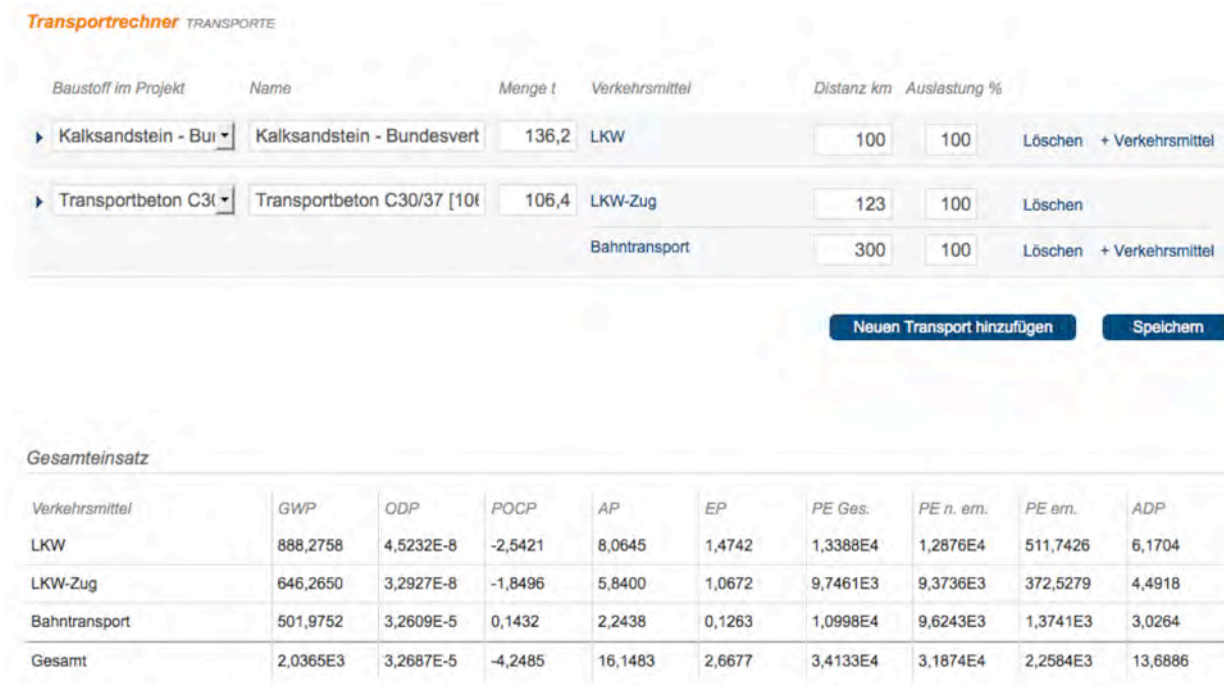 Transportrechner TRANSPORTE
Baustoff im Projekt Name Menge t Verkehrsmittel Distanz km Auslastung %
Kalksandstein - Bu Kalksandstein - Bundesvert 136,2 LKW 100 100 Löschen + Verkehrsmittel
Transportbeton C3 Transportbeton C30/37 [106 106,4 LKW-Zug 123 100 Löschen
Bahntransport 300 100 Löschen + Verkehrsmittel
Neuen Transport hinzufügen Speichern
Gesamteinsatz
Verkehrsmittel GWP ODP POCP AP EP PE Ges. PE n. ern. PE ern. ADP
LKW 888,2758 4,5232E-8 -2,5421 8,0645 1,4742 1,3388E4 1,2876E4 511,7426 6,1704
LKW-Zug 646,2650 3,2927E-8 -1,8496 5,8400 1,0672 9,7461E3 9,3736E3 372,5279 4,4918
Bahntransport 501,9752 3,2609E-5 0,1432 2,2438 0,1263 1,0998E4 9,6243E3 1,3741E3 3,0264
Gesamt 2,0365E3 3,2687E-5 -4,2485 16,1483 2,6677 3,4133E4 3,1874E4 2,2584E3 13,6886